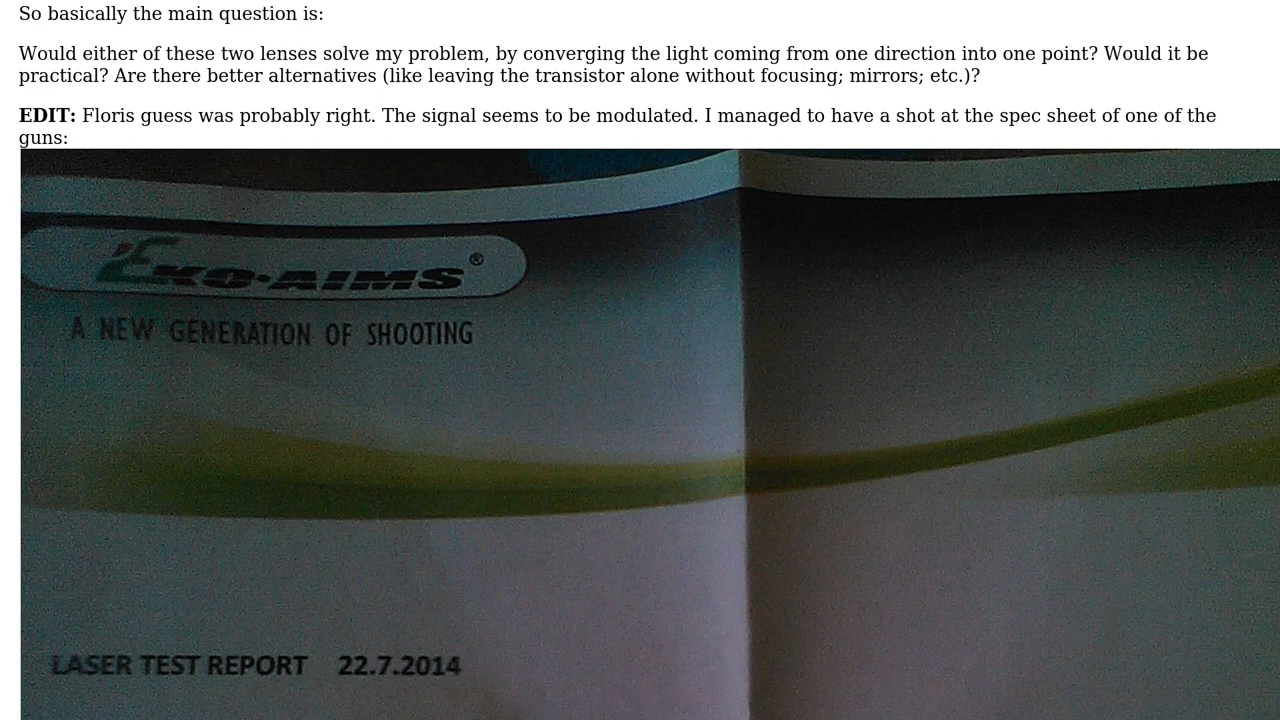 So basically the main question is:
Would either of these two lenses solve my problem, by converging the light coming from one direction into one point? Would it be
practical? Are there better alternatives (like leaving the transistor alone without focusing; mirrors; etc.)?
EDIT: Floris guess was probably right. The signal seems to be modulated. I managed to have a shot at the spec sheet of one of the
guns:
EKO·AIMS®
A NEW GENERATION OF SHOOTING
LASER TEST REPORT 22.7.2014